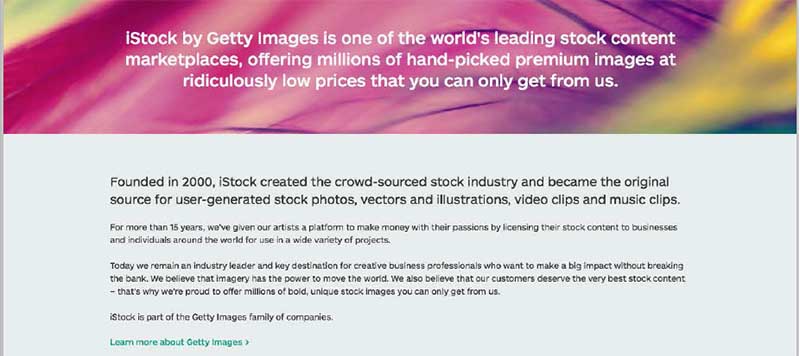 iStock by Getty Images is one of the world's leading stock content
marketplaces, offering millions of hand-picked premium images at
ridiculously low prices that you can only get from us.
Founded in 2000, iStock created the crowd-sourced stock industry and became the original
source for user-generated stock photos, vectors and illustrations, video clips and music clips.
For more than 15 years, we've given our artists a platform to make money with their passions by licensing their stock content to businesses
and individuals around the world for use in a wide variety of projects.
Today we remain an industry leader and key destination for creative business professionals who want to make a big impact without breaking
the bank. We believe that imagery has the power to move the world. We also believe that our customers deserve the very best stock content
– that's why we're proud to offer millions of bold, unique stock images you can only get from us.
iStock is part of the Getty Images family of companies.
Learn more about Getty Images >